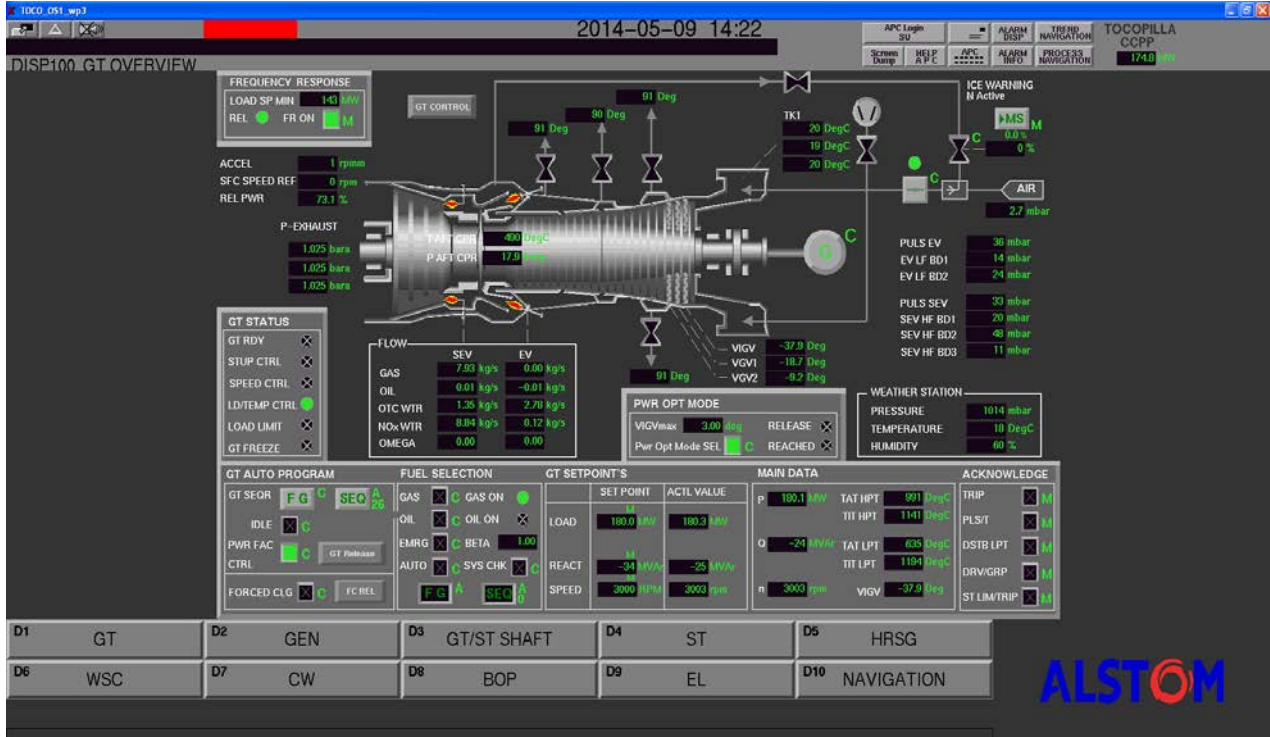 TOCO_OS1_wp3
2014-05-09 14:22
APC Login
SU
ALARM
DISP
TREND
NAVIGATION
TOCOPILLA
CCPP
Screen
Dump
HELP
APC
APC
ALARM
INFO
PROCESS
NAVIGATION
174.8 MW
DISP100 GT OVERVIEW
FREQUENCY RESPONSE
LOAD SP MIN 143 MW
REL FR ON M
GT CONTROL
91 Deg
90 Deg
91 Deg
TK1
20 DegC
19 DegC
20 DegC
ICE WARNING
N Active
MS M
0.0 %
C 0 %
C
AIR
2.7 mbar
ACCEL 1 rpmm
SFC SPEED REF 0 rpm
REL PWR 73.1 %
P-EXHAUST
1.025 bara
1.025 bara
1.025 bara
T AFT CPR 400 DegC
P AFT CPR 17.9
G C
PULS EV 36 mbar
EV LF BD1 14 mbar
EV LF BD2 24 mbar
PULS SEV 33 mbar
SEV HF BD1 20 mbar
SEV HF BD2 48 mbar
SEV HF BD3 11 mbar
GT STATUS
GT RDY
STUP CTRL
SPEED CTRL
LD/TEMP CTRL
LOAD LIMIT
GT FREEZE
FLOW
SEV EV
GAS 7.93 kg/s 0.00 kg/s
OIL 0.01 kg/s -0.01 kg/s
OTC WTR 1.35 kg/s 2.78 kg/s
NOx WTR 8.84 kg/s 0.12 kg/s
OMEGA 0.00 0.00
91 Deg
VIGV -37.9 Deg
VGV1 -18.7 Deg
VGV2 -9.2 Deg
PWR OPT MODE
VIGVmax 3.00 deg RELEASE
Pwr Opt Mode SEL C REACHED
WEATHER STATION
PRESSURE 1014 mbar
TEMPERATURE 18 DegC
HUMIDITY 60 %
GT AUTO PROGRAM
GT SEQR F G C SEQ A 26
IDLE C
PWR FAC
CTRL C GT Release
FORCED CLG C FC REL
FUEL SELECTION
GAS C GAS ON
OIL C OIL ON
EMRG C BETA 1.00
AUTO C SYS CHK C
F G A SEQ A 0
GT SETPOINT'S
SET POINT ACTL VALUE
M
LOAD 180.0 MW 180.3 MW
M
REACT -34 MVAr -25 MVAr
M
SPEED 3000 RPM 3003 rpm
MAIN DATA
P 180.1 MW TAT HPT 991 DegC
TIT HPT 1141 DegC
Q -24 MVAr TAT LPT 635 DegC
TIT LPT 1194 DegC
n 3003 rpm VIGV -37.9 Deg
ACKNOWLEDGE
TRIP M
PLS/T M
DSTB LPT M
DRV/GRP M
ST LIM/TRIP M
D1 GT
D2 GEN
D3 GT/ST SHAFT
D4 ST
D5 HRSG
D6 WSC
D7 CW
D8 BOP
D9 EL
D10 NAVIGATION
ALSTOM